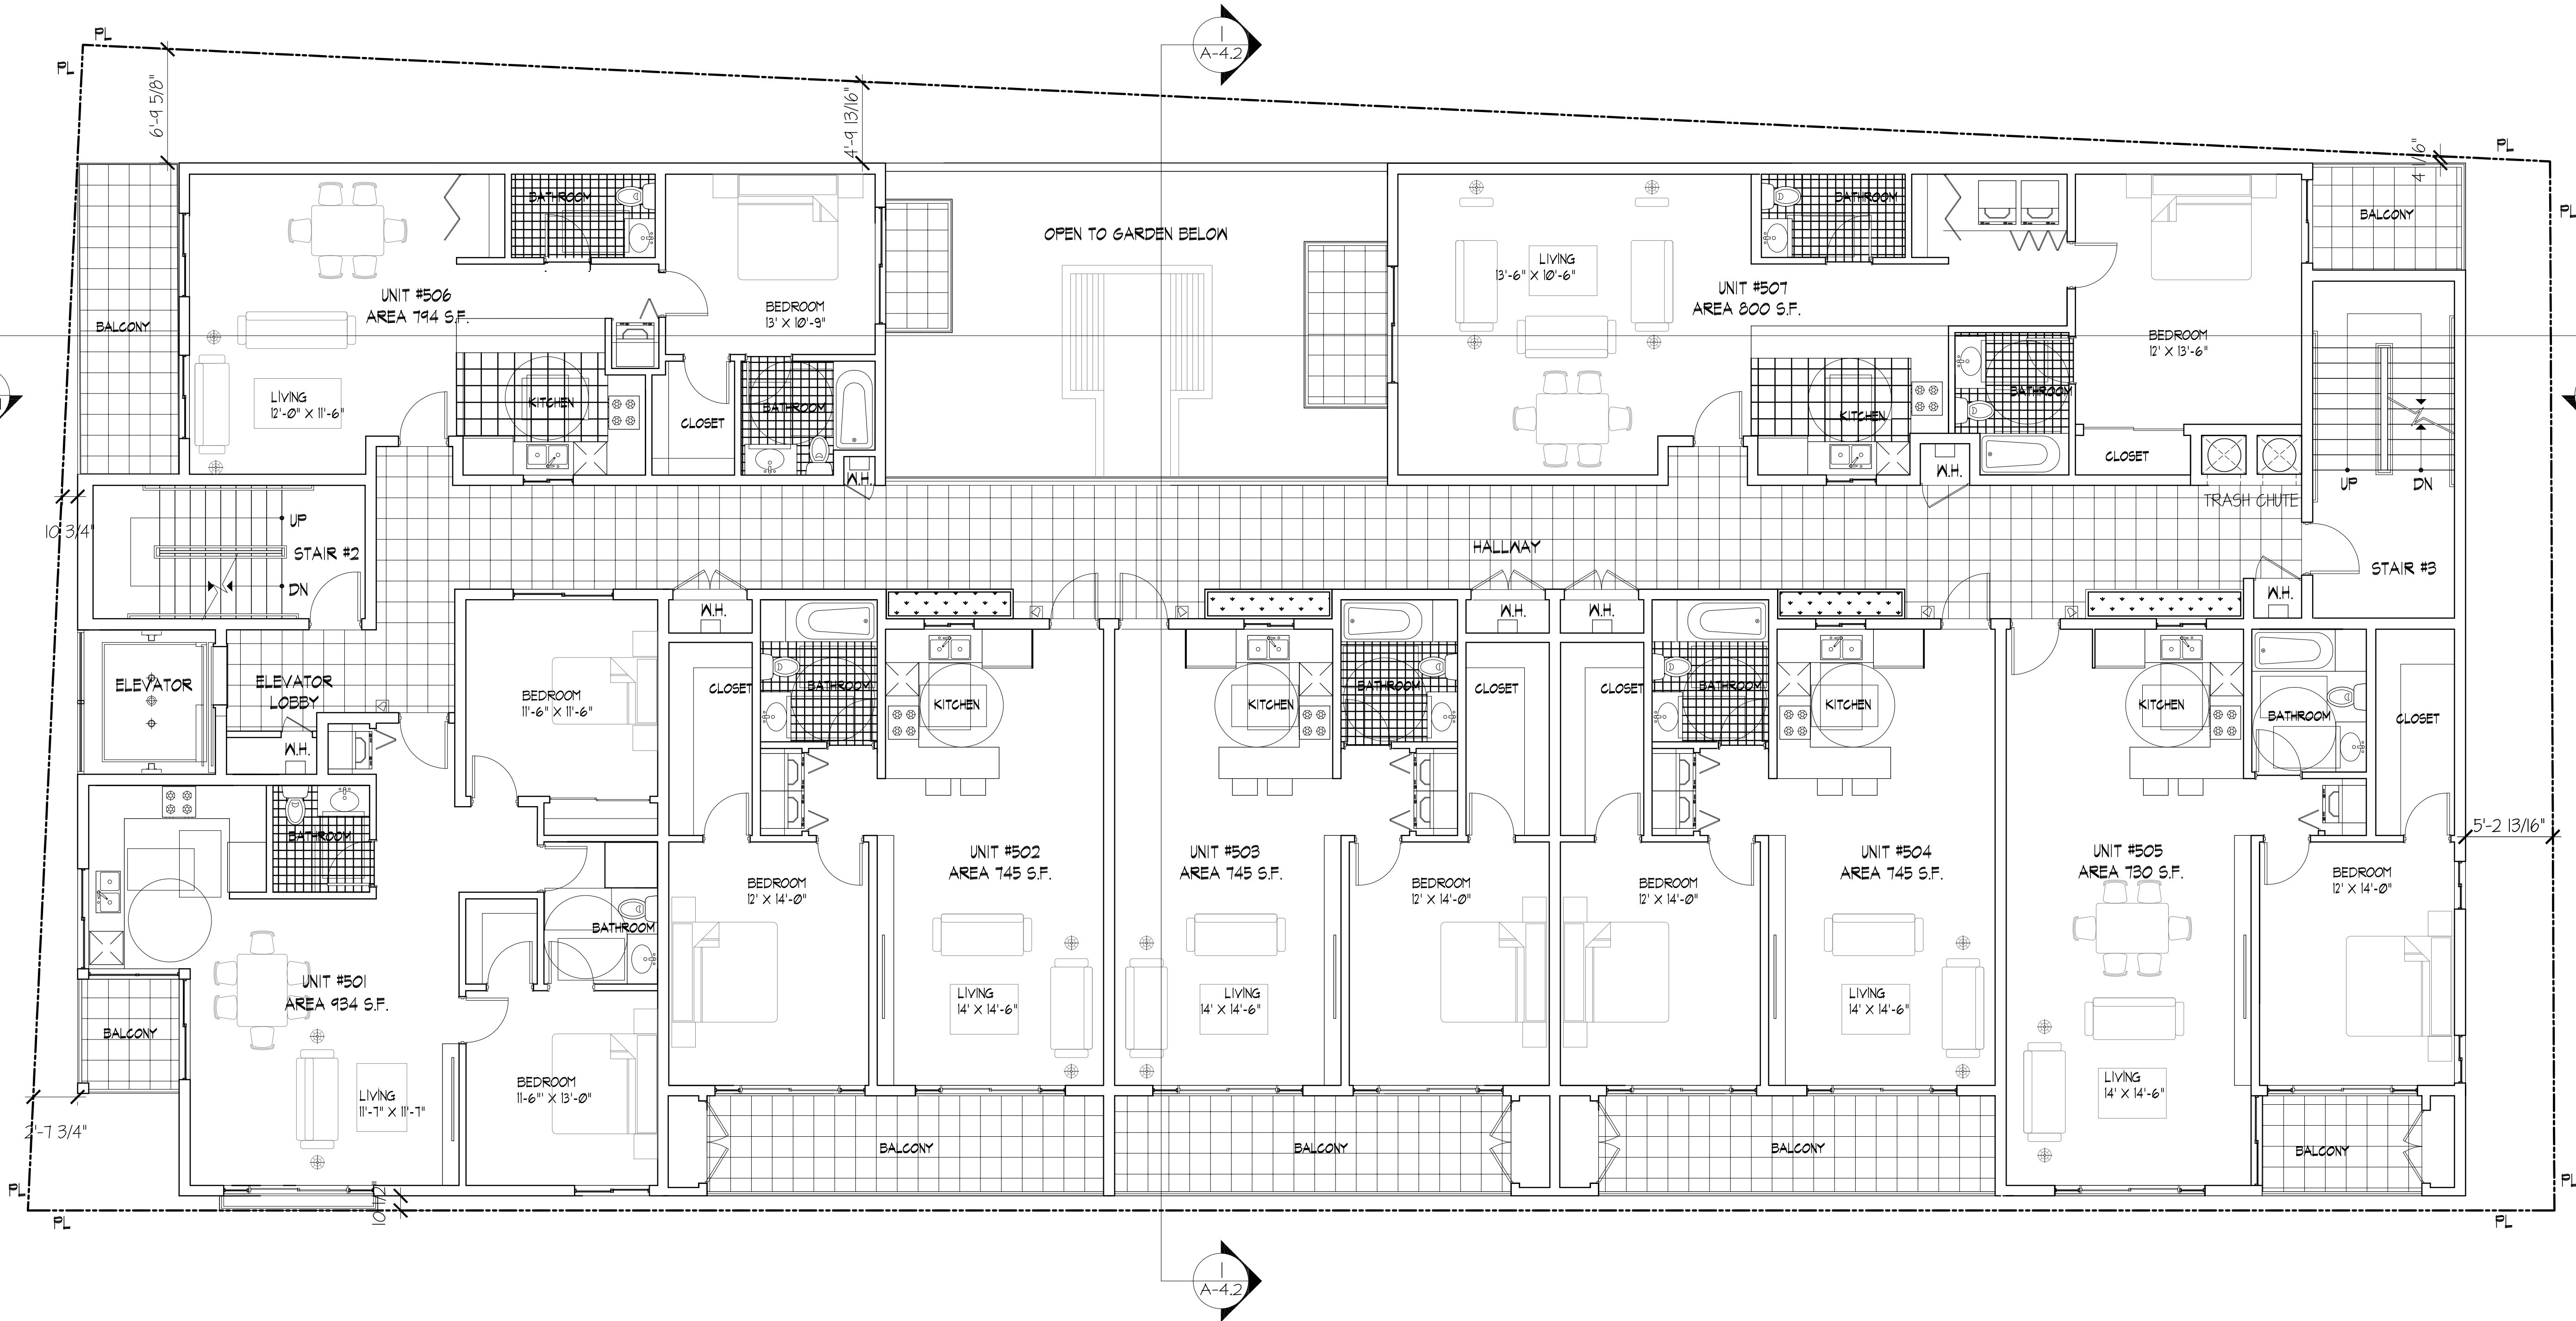 1
A-4.2
PL
PL
6'-9 5/8"
4'-9 13/16"
PL
PL
BATHROOM
UNIT #506
AREA 794 S.F.
BEDROOM
13' X 10'-9"
BALCONY
LIVING
12'-0" X 11'-6"
KITCHEN
CLOSET
BATHROOM
W.H.
OPEN TO GARDEN BELOW
LIVING
13'-6" X 10'-6"
BATHROOM
UNIT #507
AREA 800 S.F.
BEDROOM
12' X 13'-6"
BATHROOM
KITCHEN
W.H.
CLOSET
BALCONY
UP
DN
TRASH CHUTE
10 3/4"
UP
STAIR #2
DN
HALLWAY
STAIR #3
ELEVATOR
ELEVATOR
LOBBY
W.H.
BEDROOM
11'-6" X 11'-6"
BATHROOM
BATHROOM
UNIT #501
AREA 934 S.F.
BALCONY
LIVING
11'-7" X 11'-7"
BEDROOM
11-6"' X 13'-0"
W.H.
CLOSET
BATHROOM
KITCHEN
UNIT #502
AREA 745 S.F.
BEDROOM
12' X 14'-0"
LIVING
14' X 14'-6"
BALCONY
KITCHEN
BATHROOM
W.H.
CLOSET
UNIT #503
AREA 745 S.F.
BEDROOM
12' X 14'-0"
LIVING
14' X 14'-6"
BALCONY
W.H.
CLOSET
BATHROOM
KITCHEN
UNIT #504
AREA 745 S.F.
BEDROOM
12' X 14'-0"
LIVING
14' X 14'-6"
BALCONY
W.H.
KITCHEN
BATHROOM
CLOSET
UNIT #505
AREA 730 S.F.
BEDROOM
12' X 14'-0"
LIVING
14' X 14'-6"
BALCONY
5'-2 13/16"
2'-7 3/4"
PL
PL
PL
PL
1
A-4.2